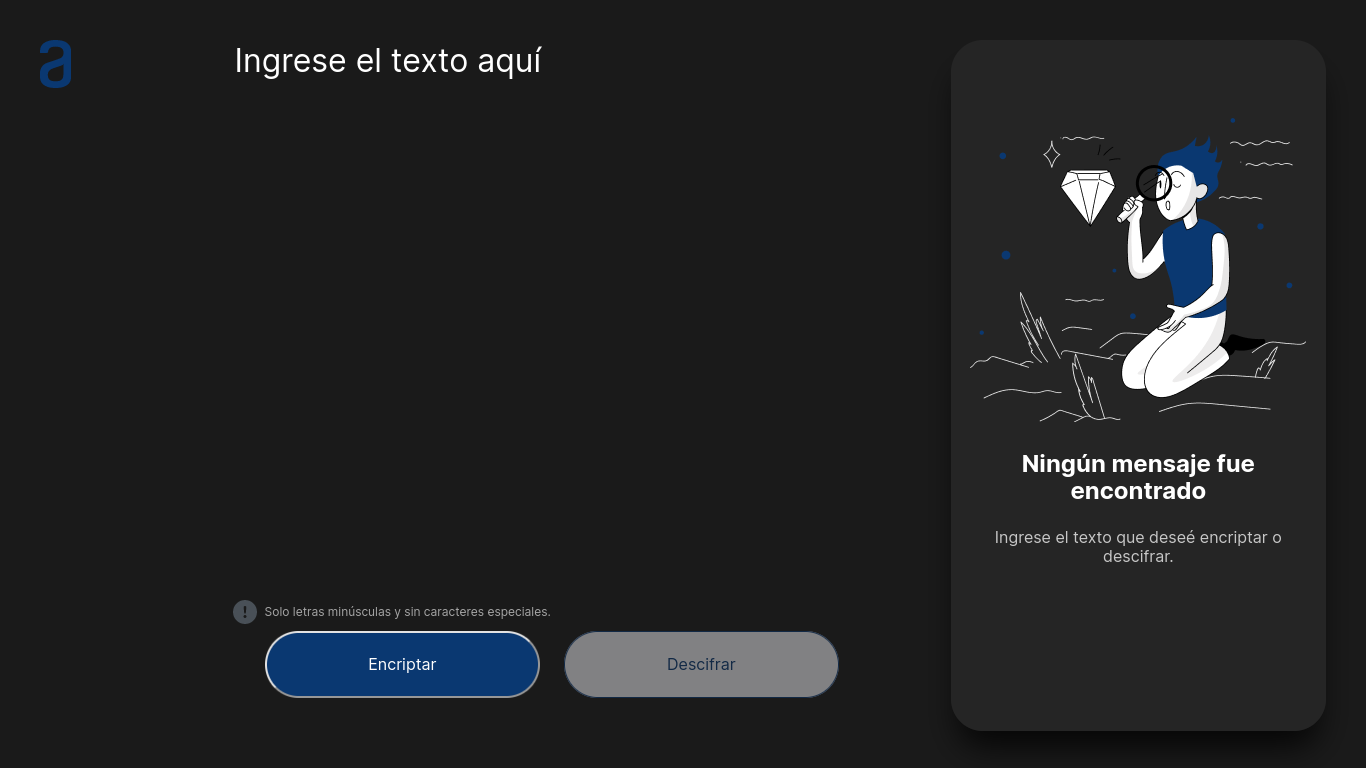 a
Ingrese el texto aquí
Solo letras minúsculas y sin caracteres especiales.
Encriptar
Descifrar
Ningún mensaje fue
encontrado
Ingrese el texto que deseé encriptar o
descifrar.